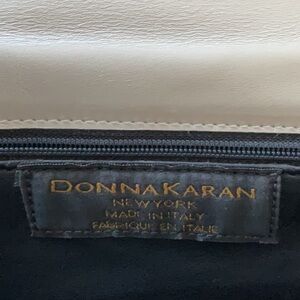 DONNAKARAN
NEW YORK
MADE IN ITALY
FABRIQUE EN ITALIE